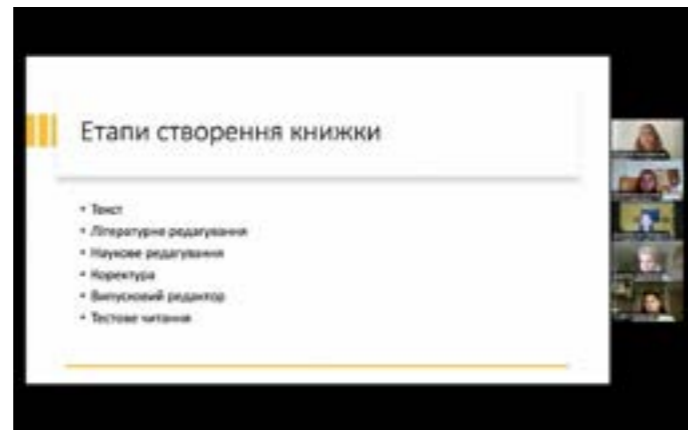 Етапи створення книжки
• Текст
• Літературне редагування
• Наукове редагування
• Коректура
• Випусковий редактор
• Тестове читання